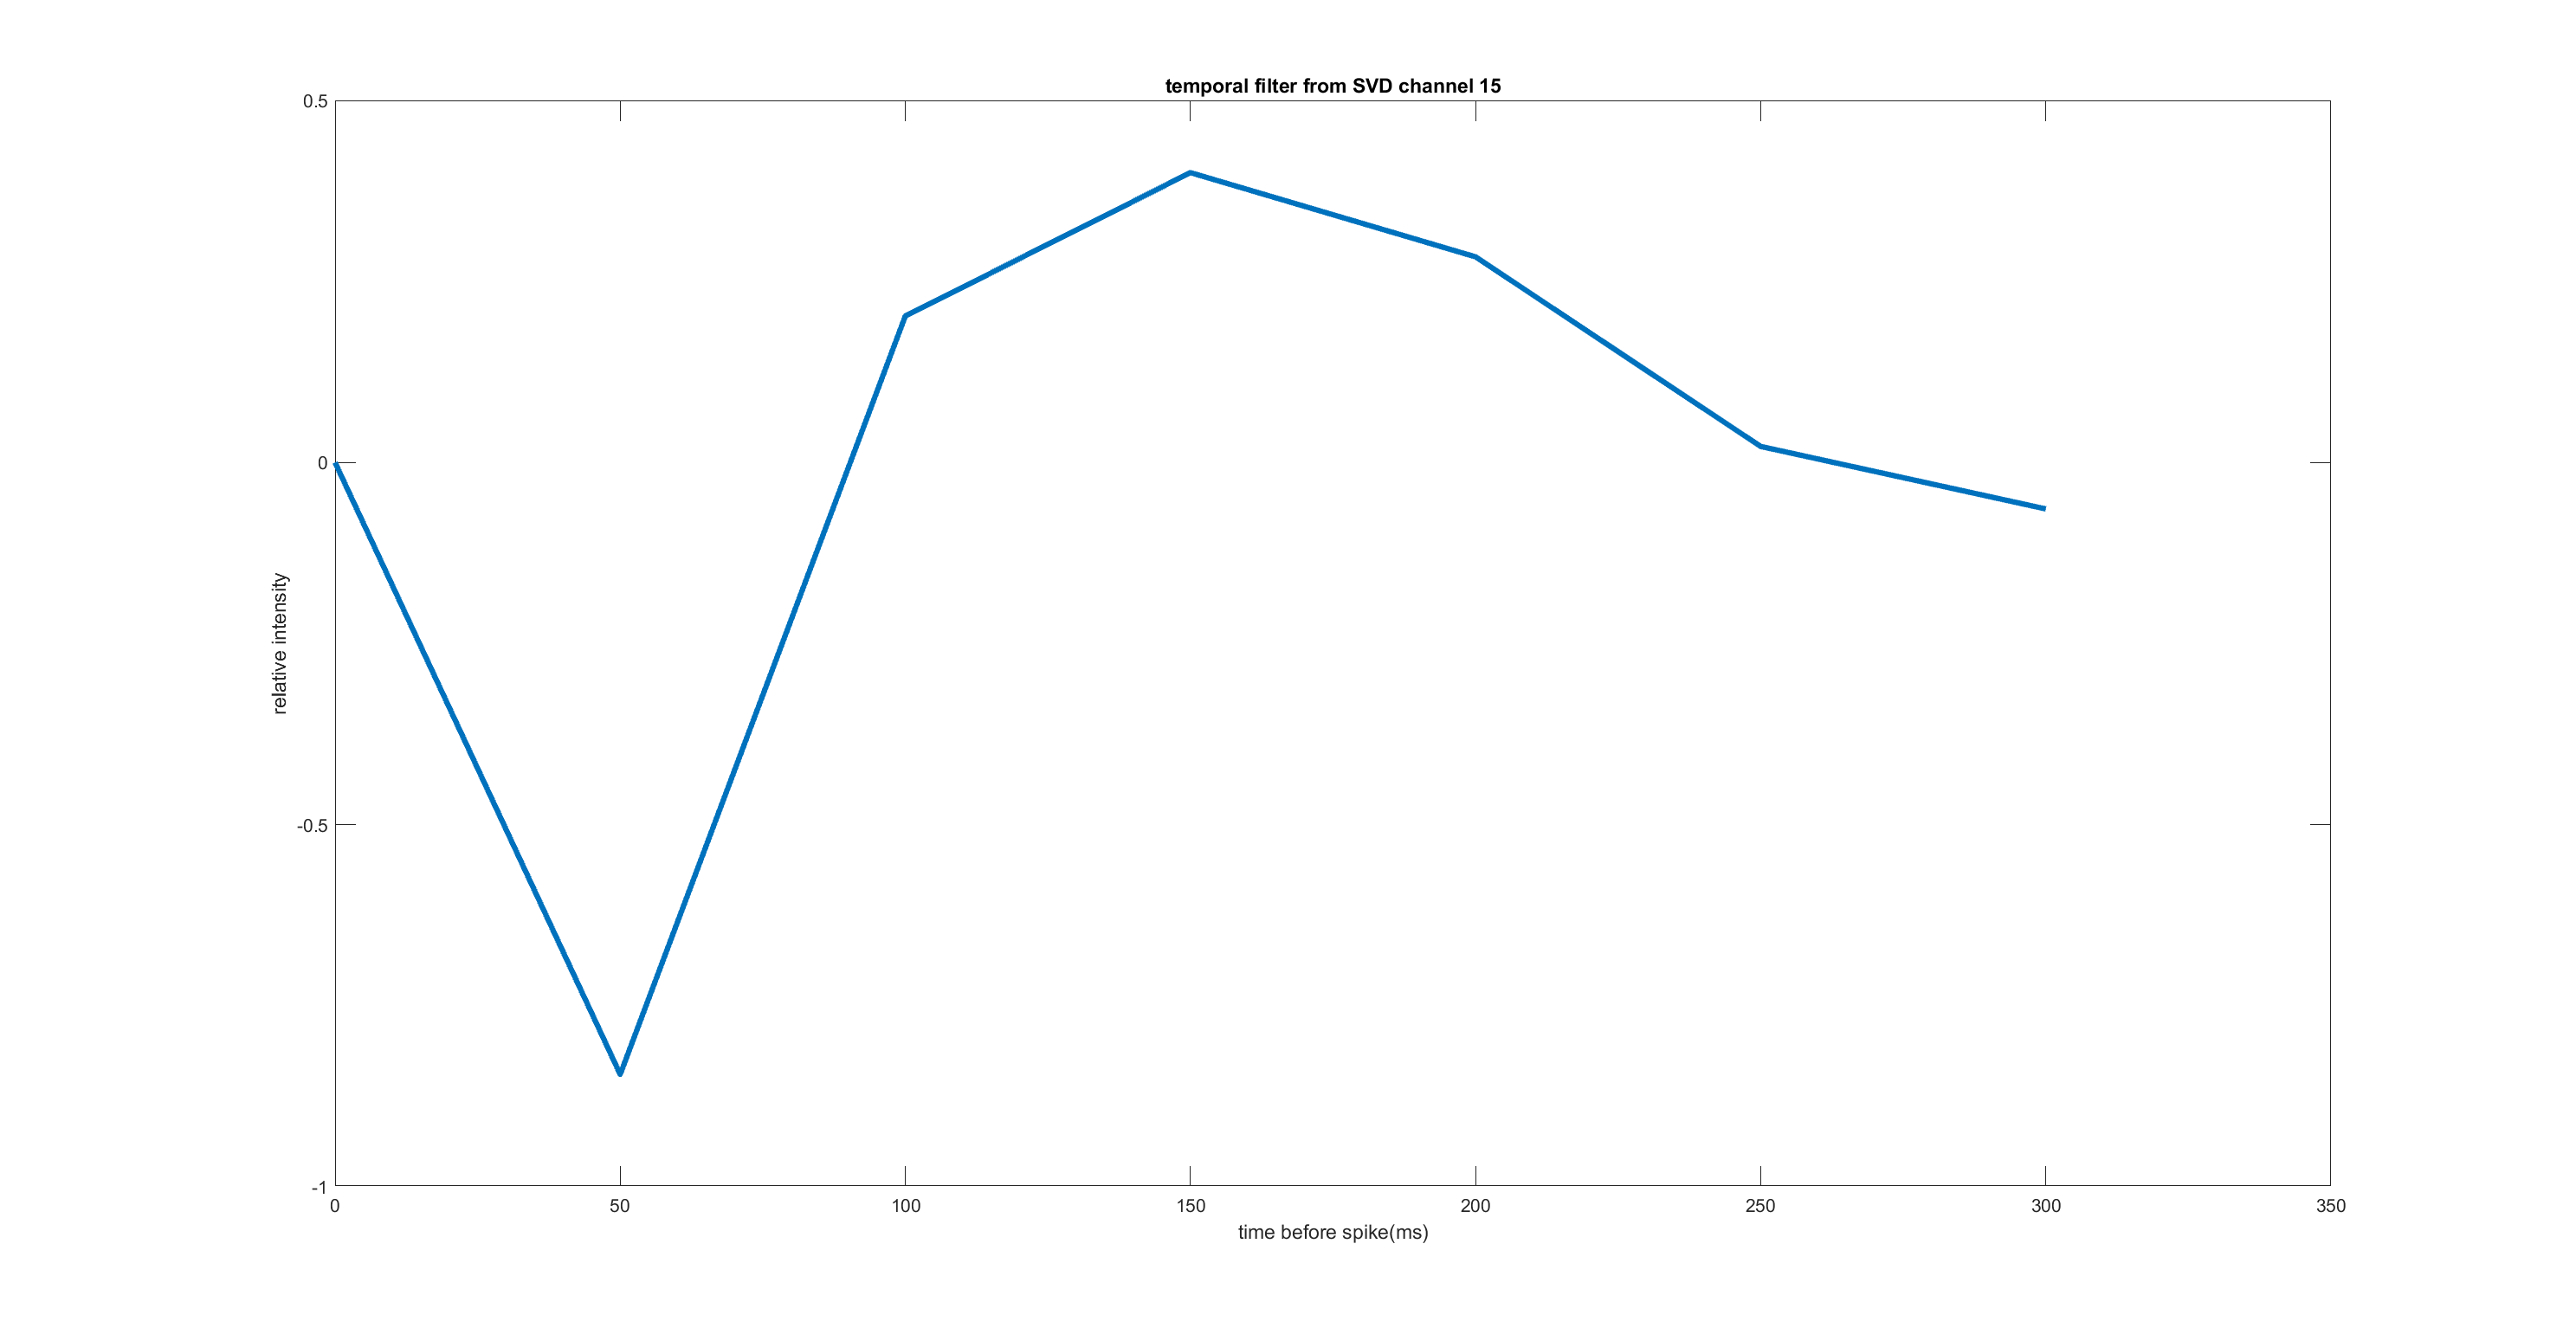 temporal filter from SVD channel 15
0.5
0
-0.5
-1
relative intensity
0 50 100 150 200 250 300 350
time before spike(ms)